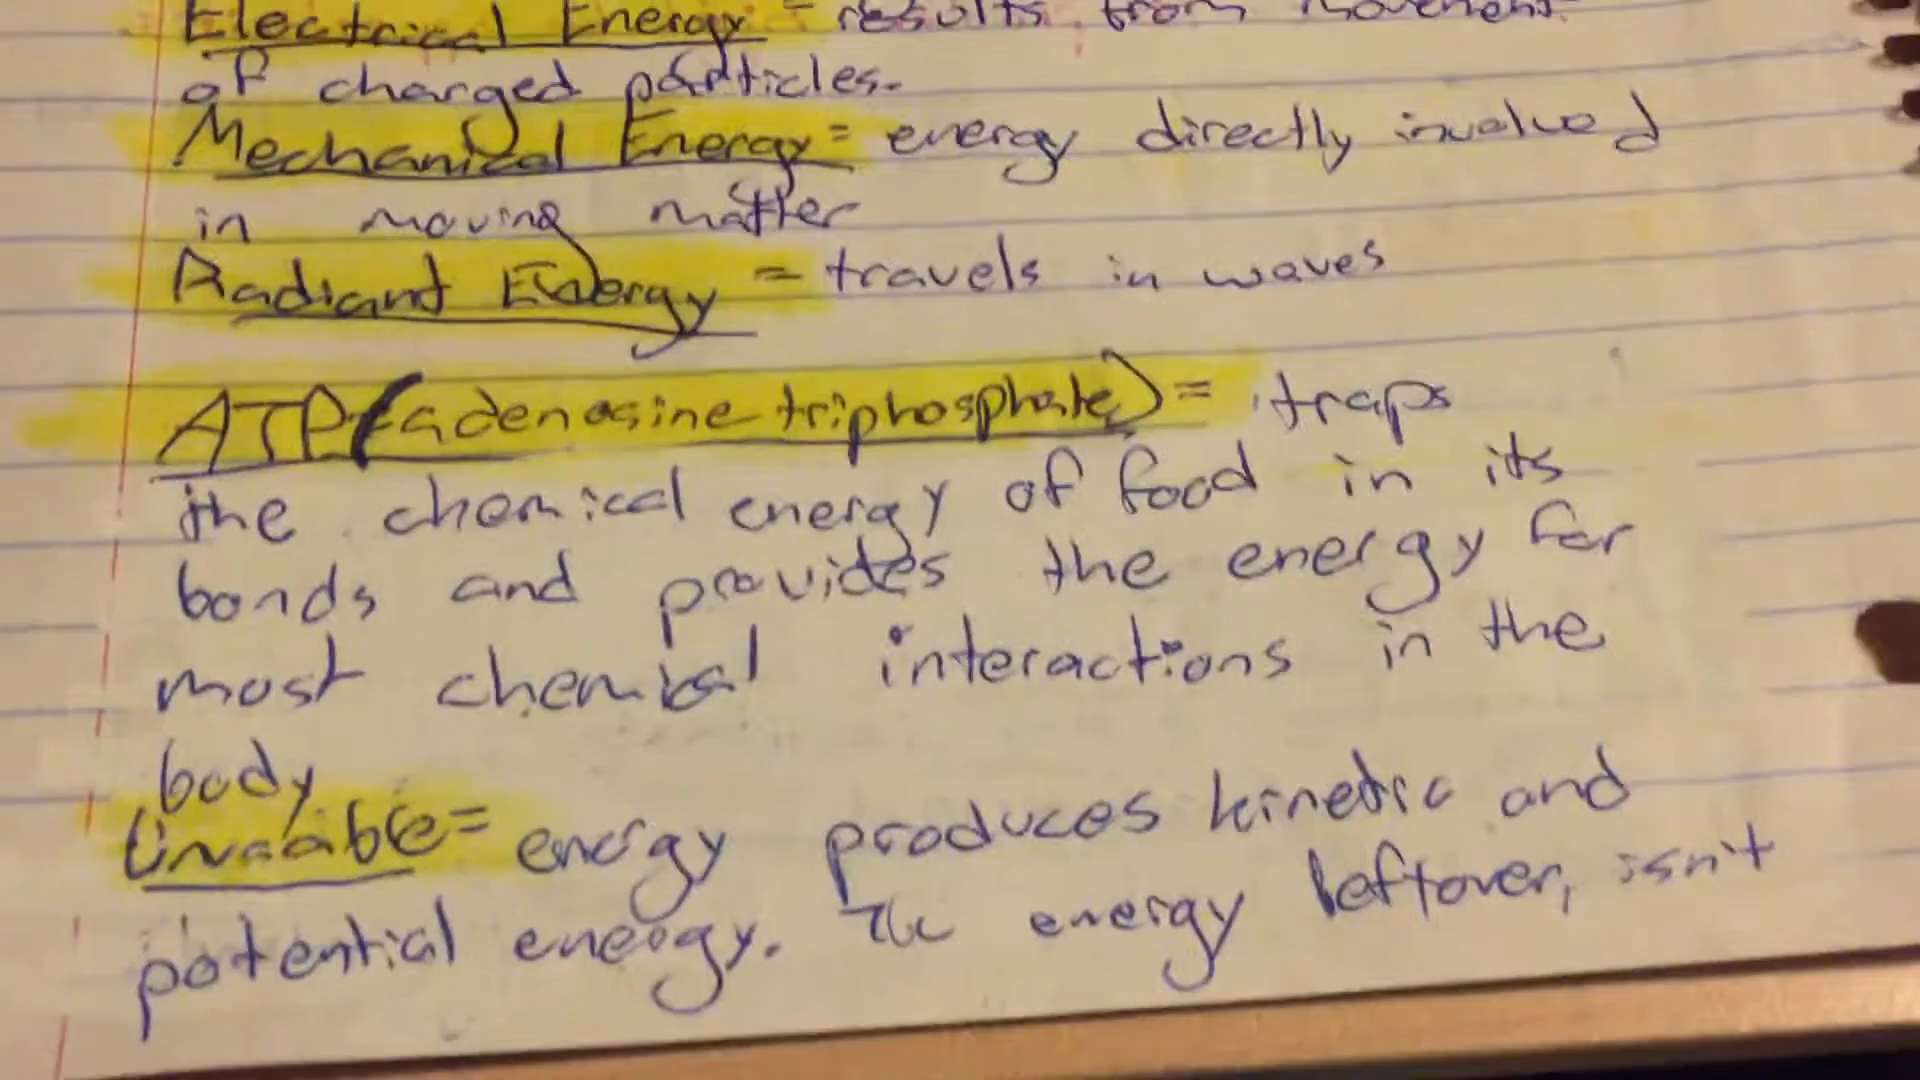 Electrical Energy = results from movement
of charged particles.
Mechanical Energy = energy directly involved
in moving matter
Radiant Energy = travels in waves
ATP (adenosine triphosphate) = traps
the chemical energy of food in its
bonds and provides the energy for
most chemical interactions in the
body
= energy produces kinetic and
potential energy. The energy leftover, isn't